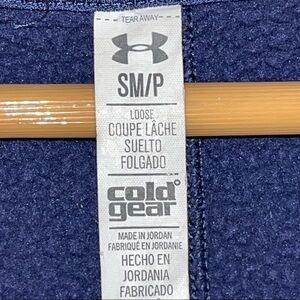 - TEAR AWAY -
SM/P
LOOSE
COUPE LÂCHE
SUELTO
FOLGADO
cold°
gear
MADE IN JORDAN
FABRIQUÉ EN JORDANIE
HECHO EN
JORDANIA
FABRICADO